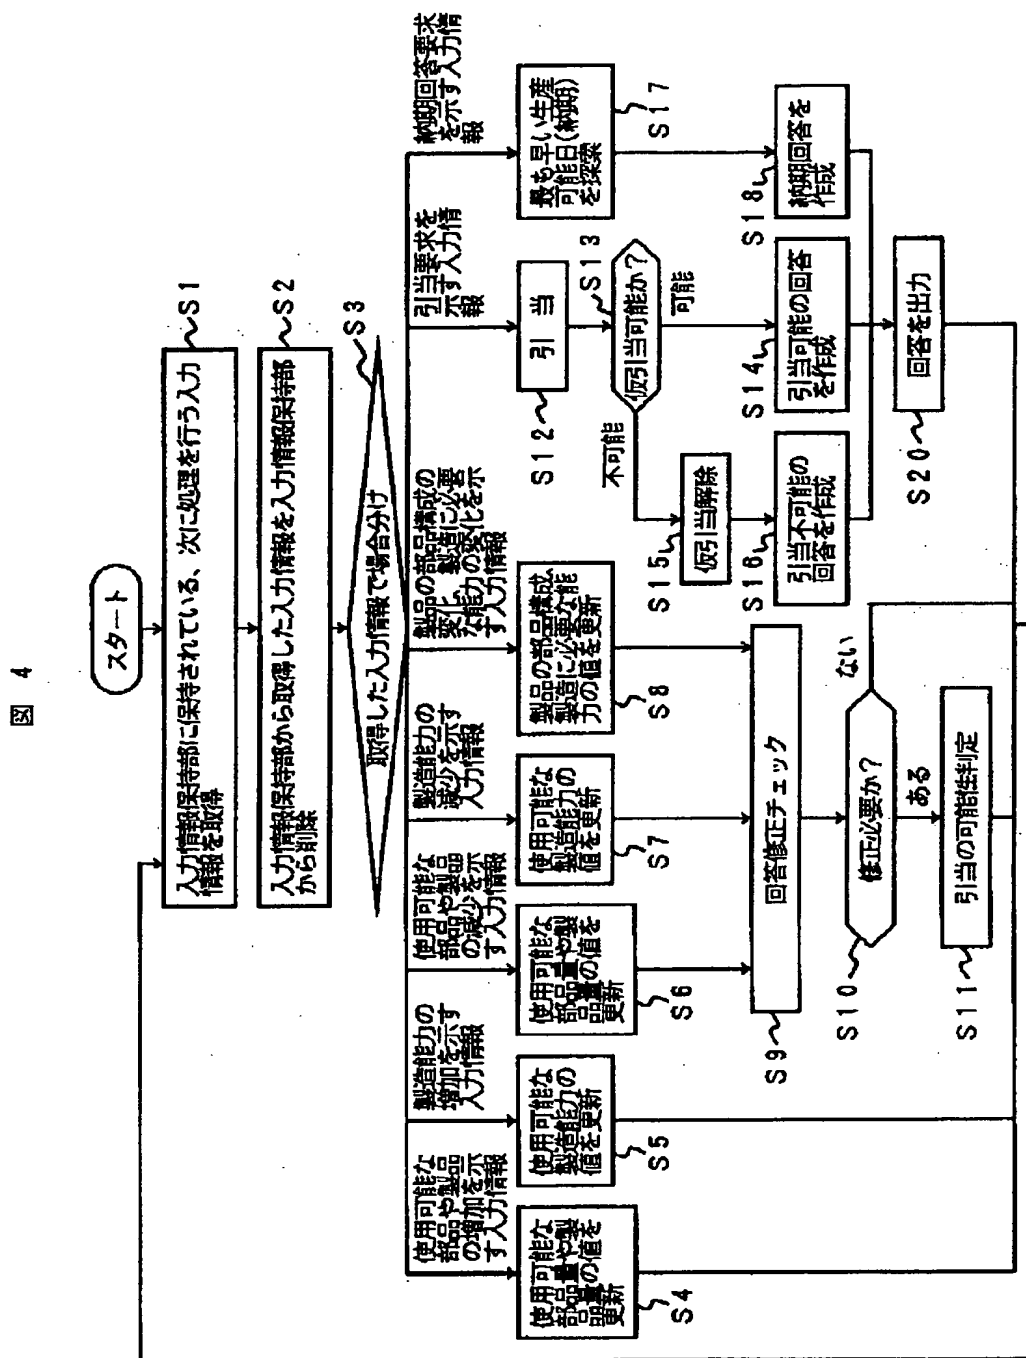 図 4
スタート
入力情報保持部に保持されている、次に処理を行う入力
情報を取得
S1
入力情報保持部から取得した入力情報を入力情報保持部
から削除
S2
取得した入力情報で場合分け
S3
使用可能な
部品や製品
の増加を示
す入力情報
製造能力の
増加を示す
入力情報
使用可能な
部品や製品
の減少を示
す入力情報
製造能力の
減少を示す
入力情報
製品の部品構成の
変化、製造に必要
な能力の変化を示
す入力情報
引当要求を
示す入力情
報
納期回答要求
を示す入力情
報
使用可能な
部品量や製
品量の値を
更新
S4
使用可能な
製造能力の
値を更新
S5
使用可能な
部品量や製
品量の値を
更新
S6
使用可能な
製造能力の
値を更新
S7
製品の部品構成、
製造に必要な能
力の値を更新
S8
引 当
S12
最も早い生産
可能日(納期)
を探索
S17
仮引当可能か?
S13
不可能
可能
仮引当解除
S15
回答修正チェック
S9
引当不可能の
回答を作成
S16
引当可能の回答
を作成
S14
納期回答を
作成
S18
修正必要か?
S10
ない
ある
回答を出力
S20
引当の可能性判定
S11